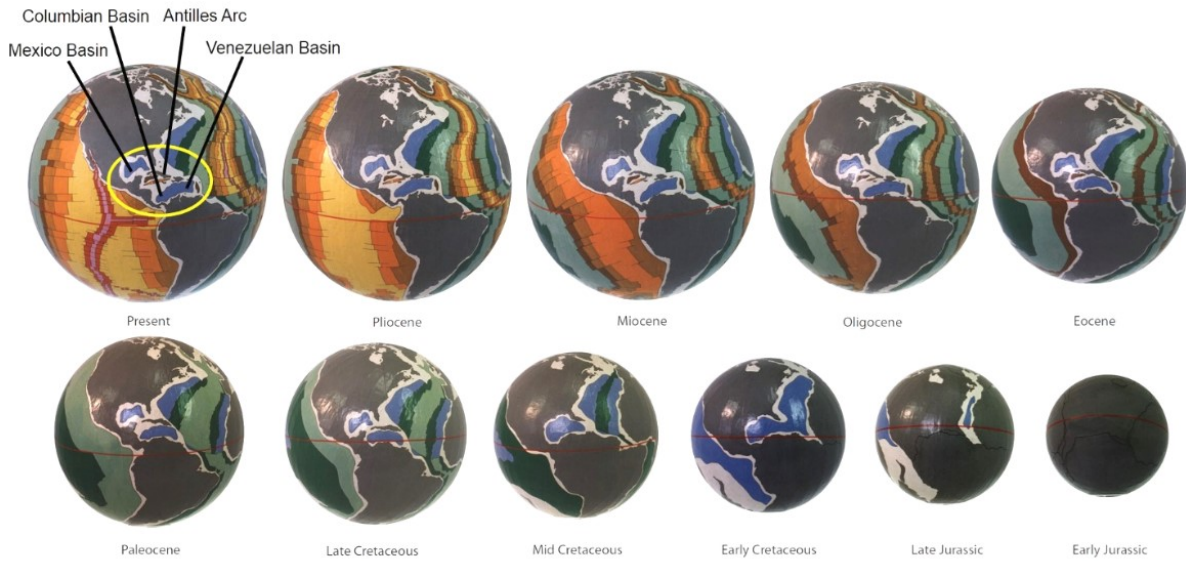 Columbian Basin
Antilles Arc
Mexico Basin
Venezuelan Basin
Present
Pliocene
Miocene
Oligocene
Eocene
Paleocene
Late Cretaceous
Mid Cretaceous
Early Cretaceous
Late Jurassic
Early Jurassic